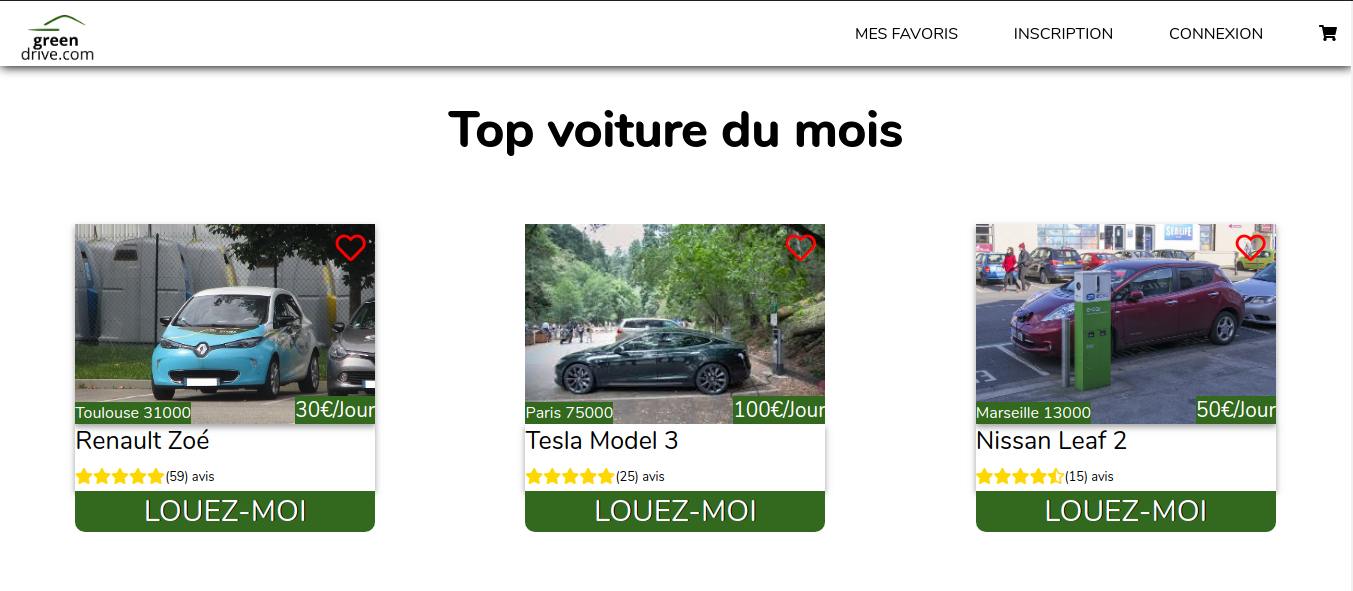 green
drive.com
MES FAVORIS
INSCRIPTION
CONNEXION
Top voiture du mois
Toulouse 31000
30€/Jour
Renault Zoé
(59) avis
LOUEZ-MOI
Paris 75000
100€/Jour
Tesla Model 3
(25) avis
LOUEZ-MOI
SEA LIFE
Marseille 13000
50€/Jour
Nissan Leaf 2
(15) avis
LOUEZ-MOI